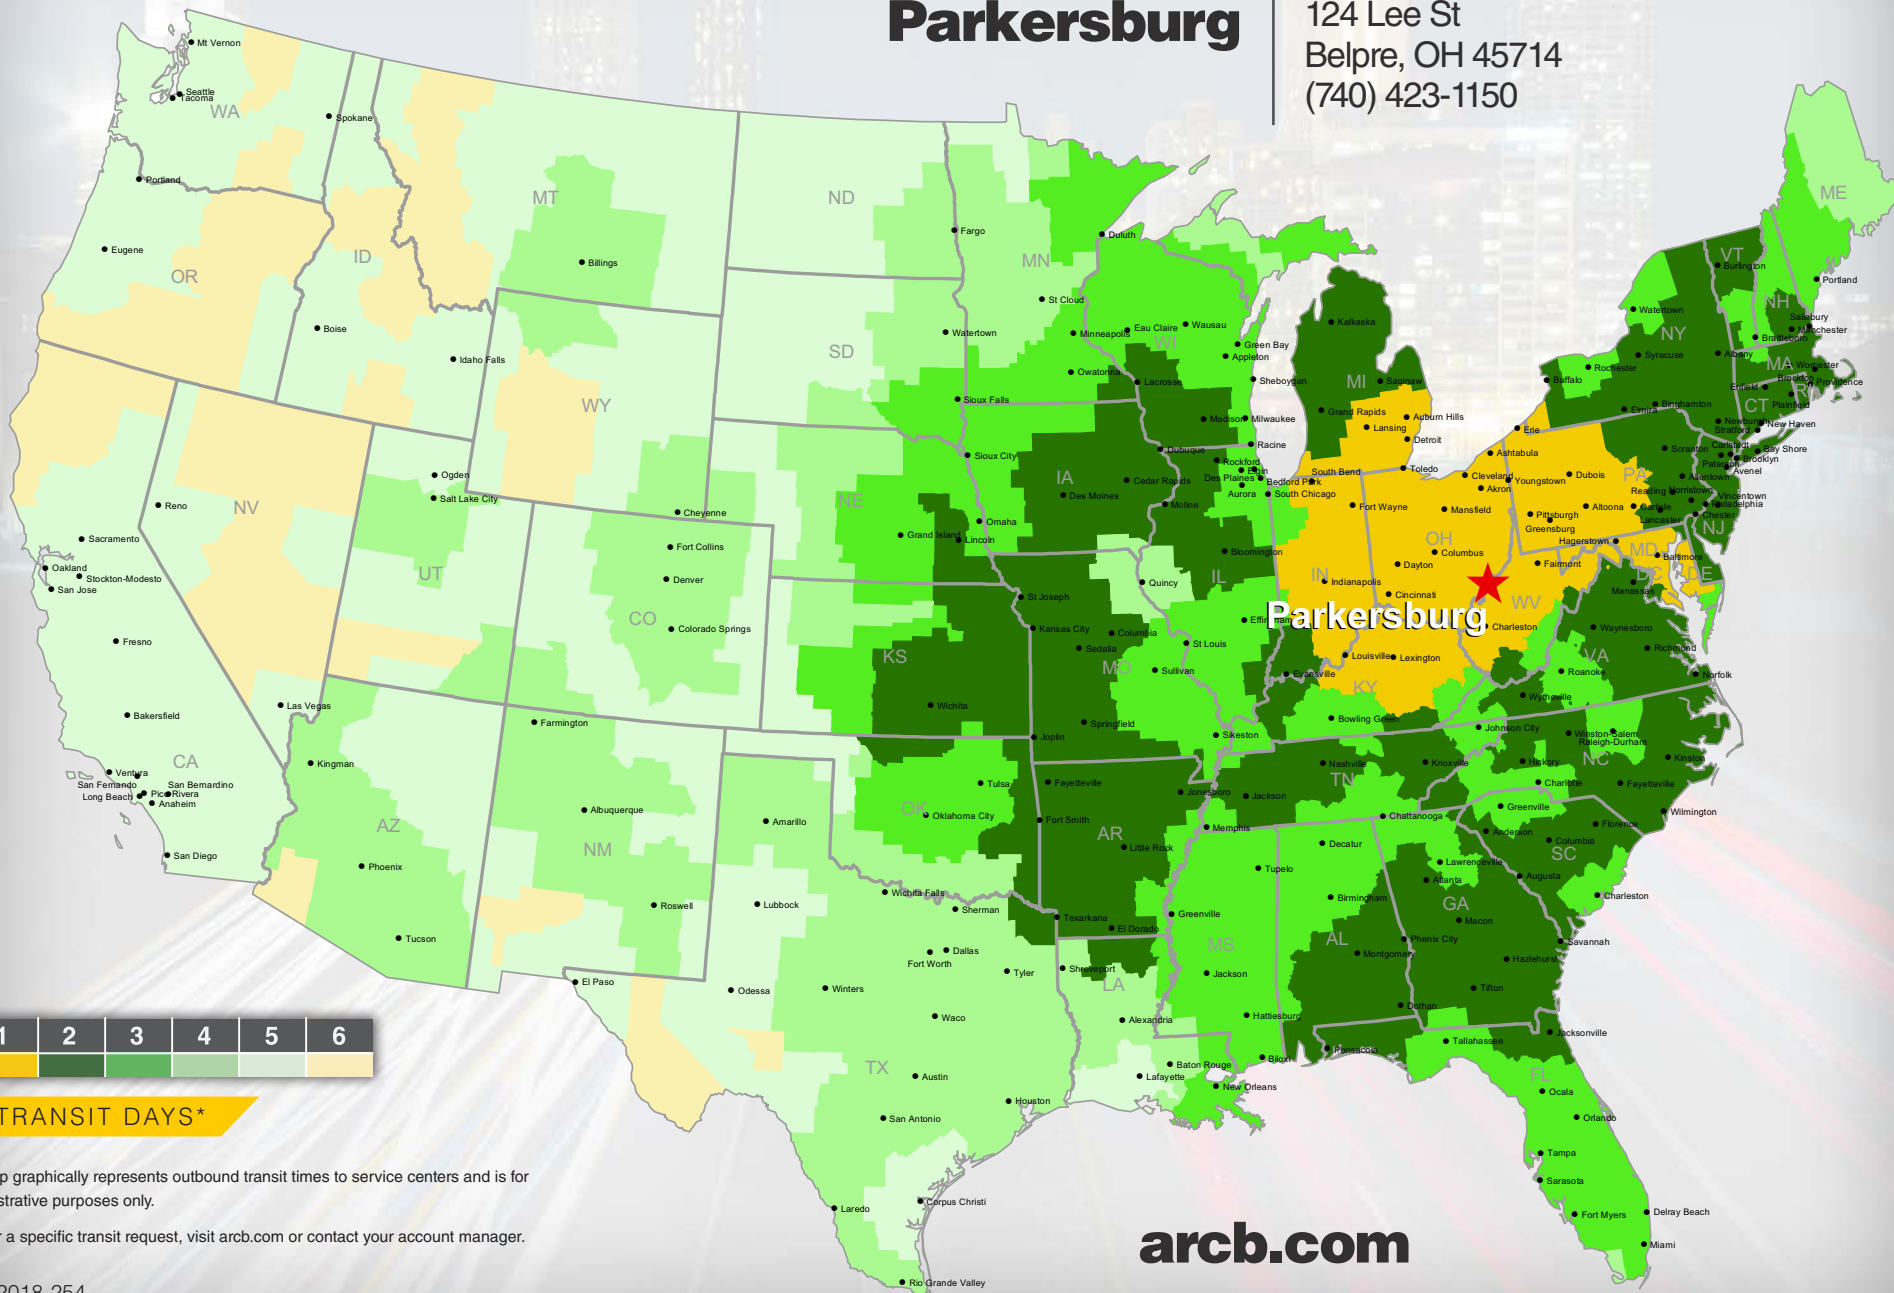 Parkersburg
124 Lee St
Belpre, OH 45714
(740) 423-1150
Mt Vernon
Seattle
Tacoma
WA
Spokane
Portland
Eugene
OR
ID
Boise
Idaho Falls
MT
Billings
ND
Fargo
MN
Duluth
St Cloud
Minneapolis
Watertown
SD
Owatonna
Sioux Falls
WY
Eau Claire
Wausau
WI
Green Bay
Appleton
Sheboygan
Lacrosse
Madison
Milwaukee
Racine
Kalkaska
MI
Saginaw
Grand Rapids
Auburn Hills
Lansing
Detroit
ME
Portland
VT
Burlington
NH
Salisbury
Manchester
Brattleboro
Watertown
NY
Syracuse
Albany
Rochester
Buffalo
MA
Worcester
Brockton
Providence
Enfield
RI
CT
Plainfield
Binghamton
Elmira
Newburgh
New Haven
Stratford
Erie
Ashtabula
Scranton
Carlstadt
Bay Shore
Brooklyn
Paterson
Avenel
Allentown
Toledo
South Bend
Cleveland
Youngstown
Akron
Dubois
PA
Reading
Norristown
Vincentown
Philadelphia
Chester
Carlisle
Lancaster
NJ
Altoona
Pittsburgh
Greensburg
Hagerstown
MD
Baltimore
DC
DE
Manassas
Fairmont
Reno
NV
Sacramento
Oakland
Stockton-Modesto
San Jose
Fresno
Bakersfield
CA
Ventura
San Fernando
San Bernardino
Pico Rivera
Long Beach
Anaheim
San Diego
Las Vegas
Ogden
Salt Lake City
UT
Cheyenne
Fort Collins
Denver
CO
Colorado Springs
NE
Grand Island
Lincoln
Omaha
Sioux City
IA
Des Moines
Cedar Rapids
Dubuque
Moline
Rockford
Elgin
Des Plaines
Bedford Park
Aurora
South Chicago
Bloomington
IL
Quincy
Effingham
Fort Wayne
Mansfield
OH
Columbus
Dayton
IN
Indianapolis
Cincinnati
Parkersburg
WV
Charleston
Louisville
Lexington
KY
Evansville
Bowling Green
St Joseph
Kansas City
Columbia
Sedalia
MO
St Louis
Sullivan
Springfield
Joplin
Sikeston
KS
Wichita
VA
Waynesboro
Richmond
Roanoke
Norfolk
Wytheville
Johnson City
Winston-Salem
Raleigh-Durham
NC
Kinston
Hickory
Charlotte
Fayetteville
Wilmington
Nashville
TN
Knoxville
Jackson
Memphis
Chattanooga
Farmington
Kingman
AZ
Phoenix
Tucson
Albuquerque
NM
Roswell
Amarillo
Lubbock
OK
Tulsa
Oklahoma City
Fayetteville
Jonesboro
Fort Smith
AR
Little Rock
Texarkana
El Dorado
Greenville
Anderson
Florence
Columbia
SC
Charleston
Augusta
Lawrenceville
Atlanta
GA
Macon
Savannah
Hazlehurst
Tifton
Decatur
Tupelo
Birmingham
AL
Phenix City
Montgomery
Dothan
Greenville
MS
Jackson
Hattiesburg
Biloxi
Pensacola
Tallahassee
Jacksonville
FL
Ocala
Orlando
Tampa
Sarasota
Fort Myers
Delray Beach
Miami
Wichita Falls
Sherman
Dallas
Fort Worth
Tyler
Shreveport
LA
Alexandria
Baton Rouge
Lafayette
New Orleans
El Paso
Odessa
Winters
Waco
TX
Austin
Houston
San Antonio
Corpus Christi
Laredo
Rio Grande Valley
1 2 3 4 5 6
TRANSIT DAYS*
p graphically represents outbound transit times to service centers and is for
strative purposes only.
r a specific transit request, visit arcb.com or contact your account manager.
arcb.com